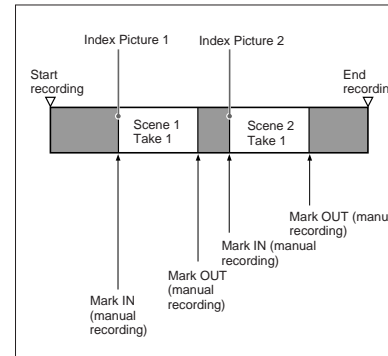 Index Picture 1
Index Picture 2
Start
recording
End
recording
Scene 1
Take 1
Scene 2
Take 1
Mark OUT (manual
recording)
Mark IN (manual
recording)
Mark OUT
(manual
recording)
Mark IN
(manual
recording)